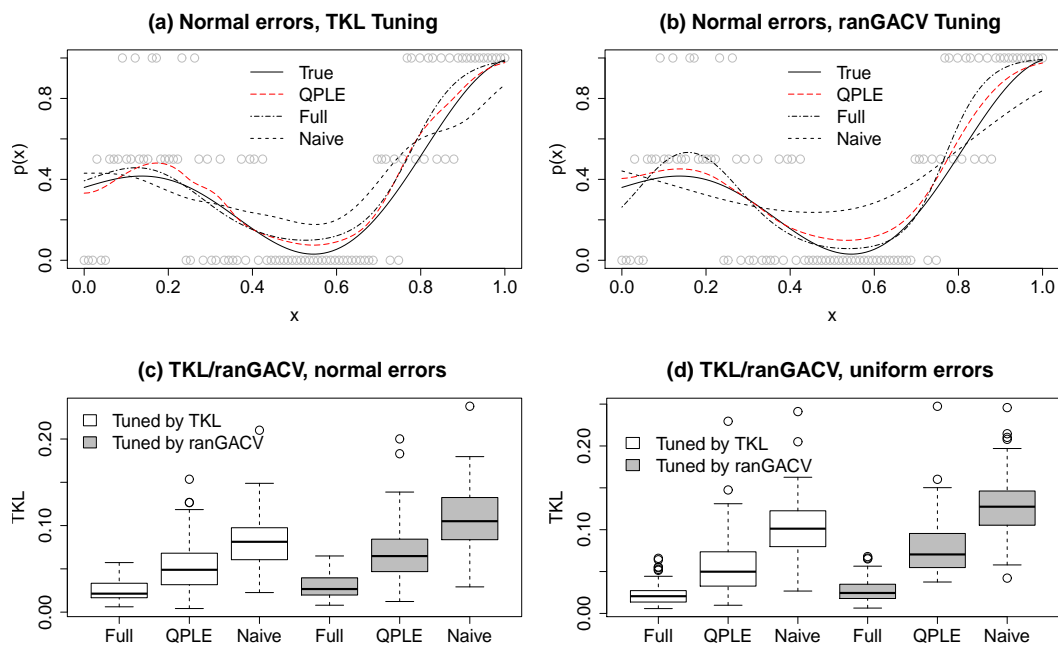 (a) Normal errors, TKL Tuning
p(x)
0.0 0.4 0.8
True
QPLE
Full
Naive
0.0 0.2 0.4 0.6 0.8 1.0
x
(b) Normal errors, ranGACV Tuning
p(x)
0.0 0.4 0.8
True
QPLE
Full
Naive
0.0 0.2 0.4 0.6 0.8 1.0
x
(c) TKL/ranGACV, normal errors
TKL
0.00 0.10 0.20
Tuned by TKL
Tuned by ranGACV
Full QPLE Naive Full QPLE Naive
(d) TKL/ranGACV, uniform errors
TKL
0.00 0.10 0.20
Tuned by TKL
Tuned by ranGACV
Full QPLE Naive Full QPLE Naive